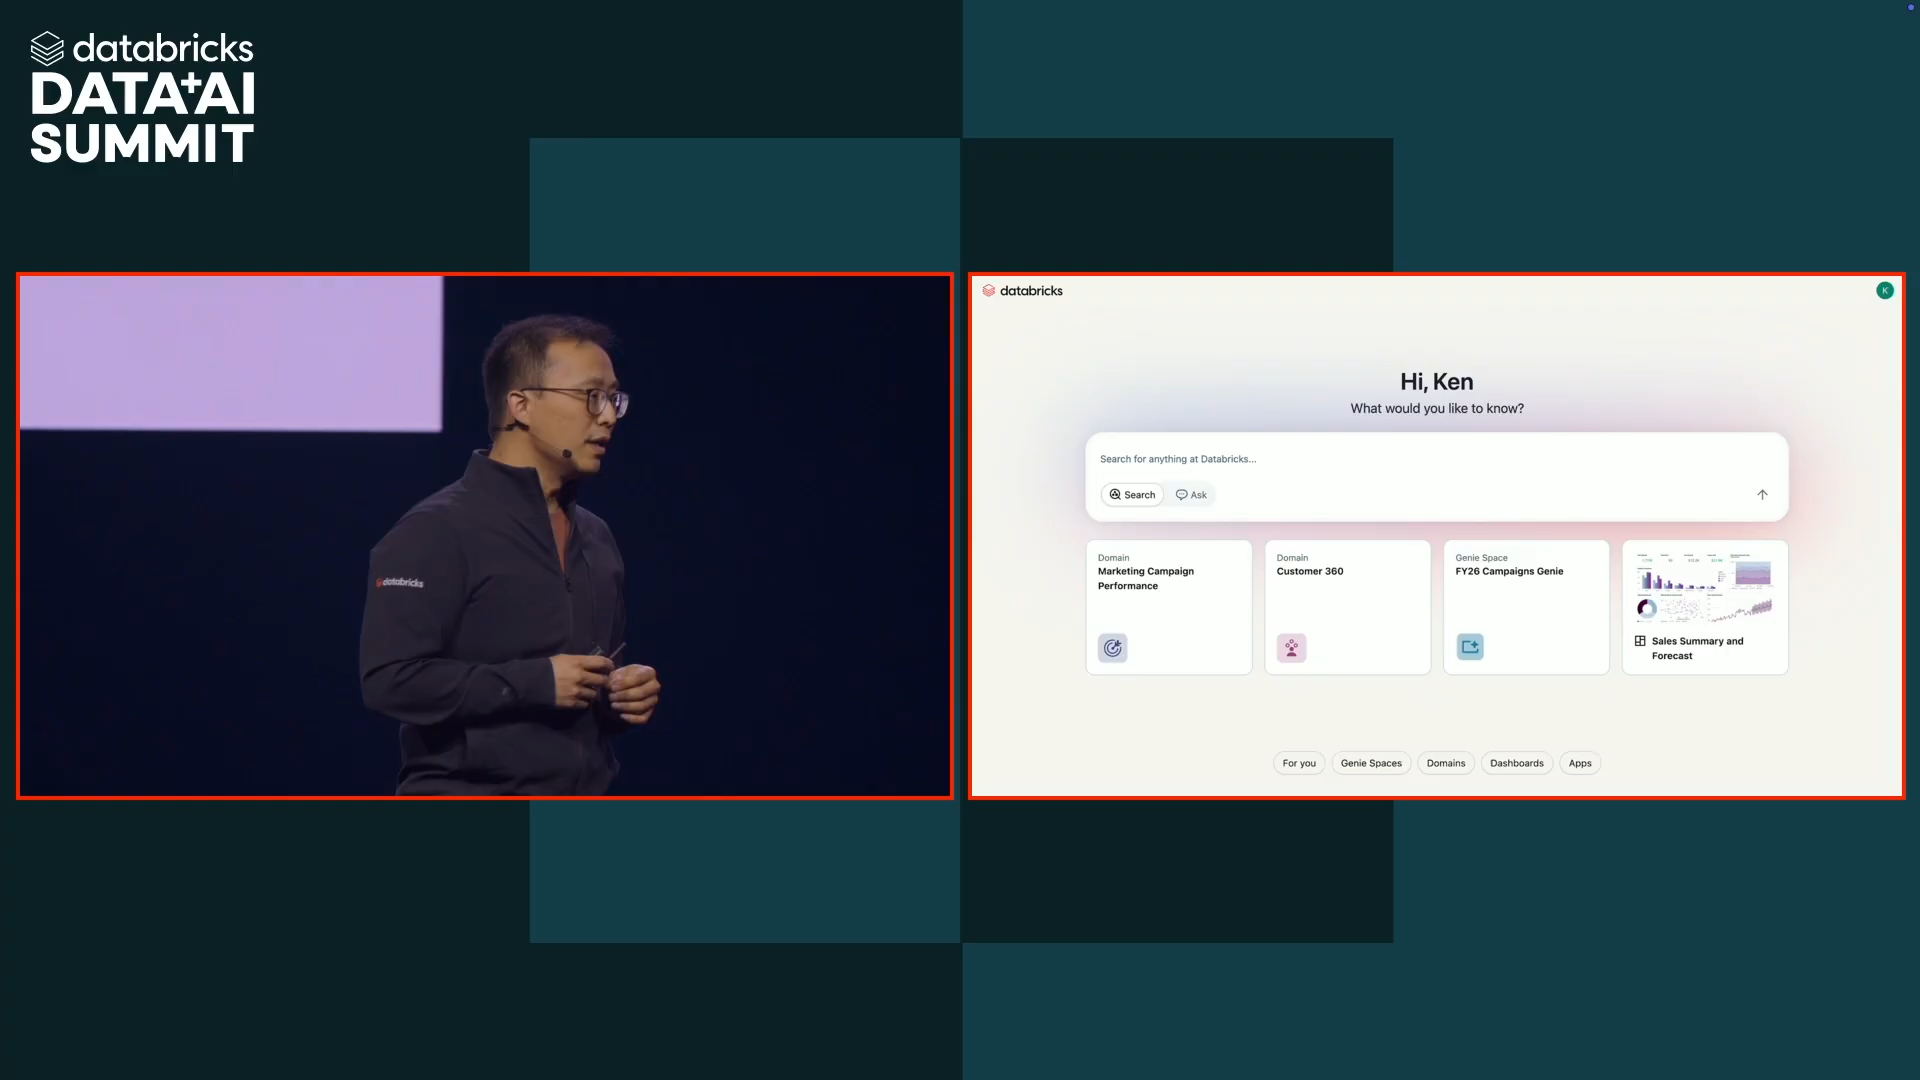 databricks
DATA+AI
SUMMIT
databricks
databricks
K
Hi, Ken
What would you like to know?
Search for anything at Databricks...
Search
Ask
Domain
Marketing Campaign
Performance
Domain
Customer 360
Genie Space
FY26 Campaigns Genie
Sales Summary and
Forecast
For you
Genie Spaces
Domains
Dashboards
Apps